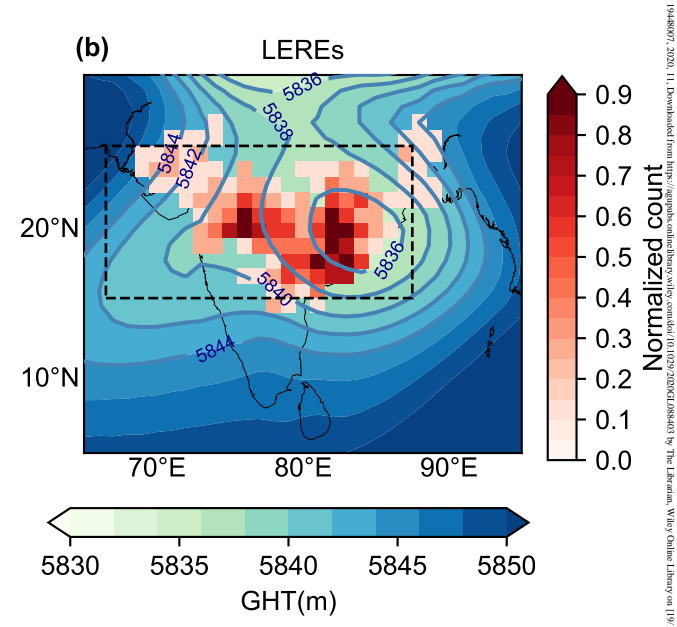 (b)
LEREs
5836
5838
5844
5842
5836
5840
5844
20°N
10°N
70°E
80°E
90°E
0.9
0.8
0.7
0.6
0.5
0.4
0.3
0.2
0.1
0.0
Normalized count
5830
5835
5840
5845
5850
GHT(m)
19448007, 2020, 11, Downloaded from https://agupubs.onlinelibrary.wiley.com/doi/10.1029/2020GL088403 by The Librarian, Wiley Online Library on [19/